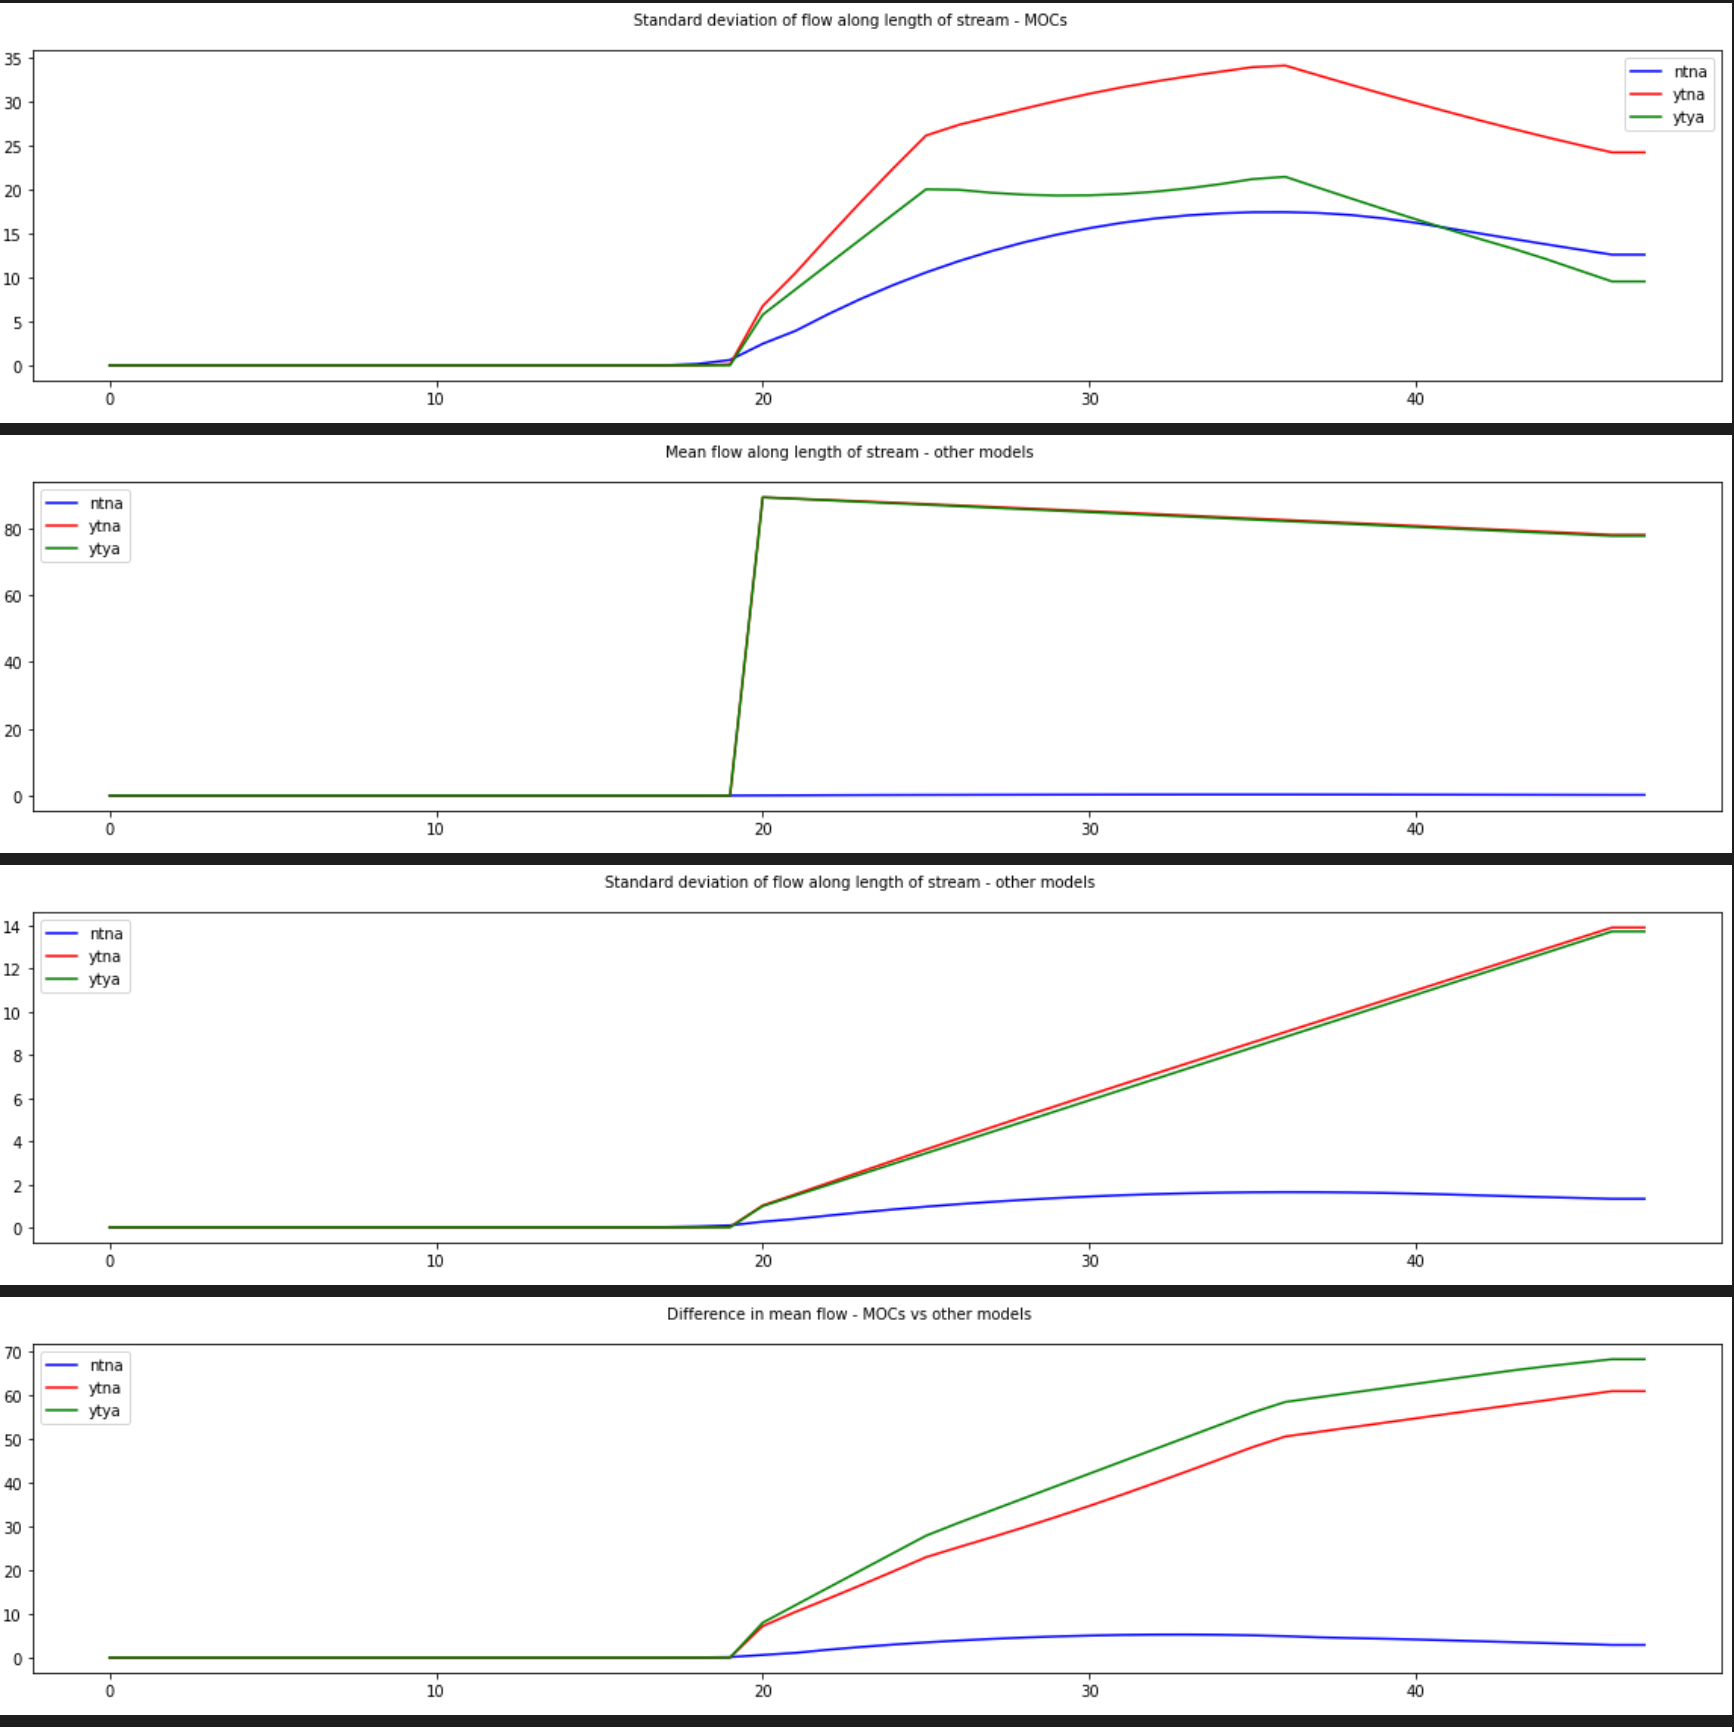 Standard deviation of flow along length of stream - MOCs
35
30
25
20
15
10
5
0
0 10 20 30 40
ntna
ytna
ytya
Mean flow along length of stream - other models
ntna
ytna
ytya
80
60
40
20
0
0 10 20 30 40
Standard deviation of flow along length of stream - other models
ntna
ytna
ytya
14
12
10
8
6
4
2
0
0 10 20 30 40
Difference in mean flow - MOCs vs other models
ntna
ytna
ytya
70
60
50
40
30
20
10
0
0 10 20 30 40